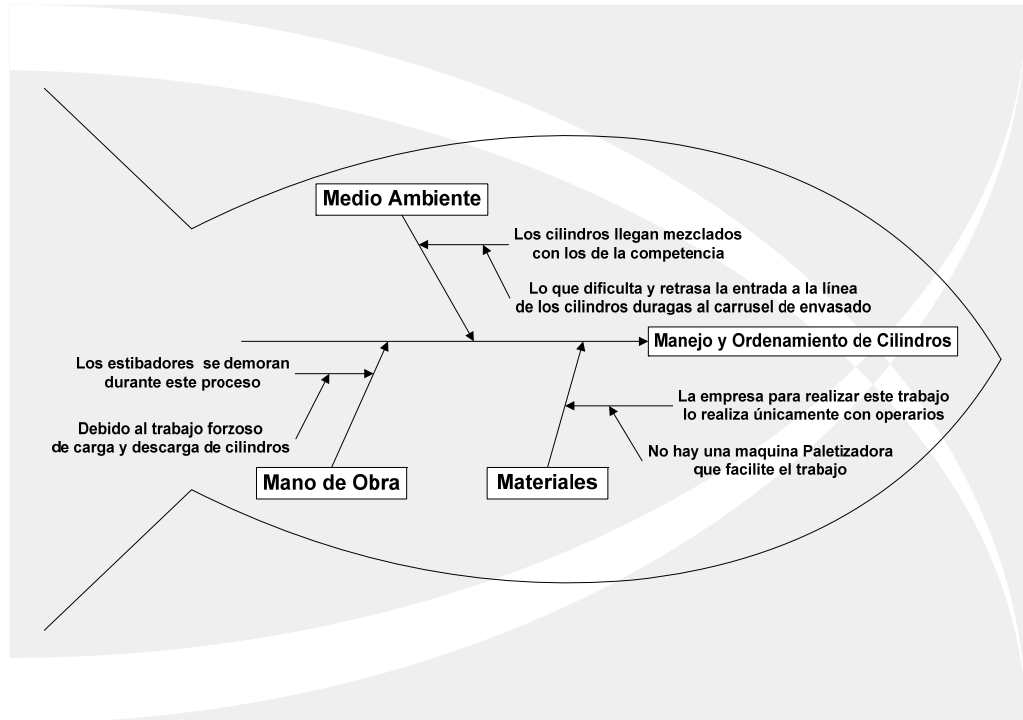 Medio Ambiente
Los cilindros llegan mezclados
con los de la competencia
Lo que dificulta y retrasa la entrada a la línea
de los cilindros duragas al carrusel de envasado
Manejo y Ordenamiento de Cilindros
Los estibadores se demoran
durante este proceso
Debido al trabajo forzoso
de carga y descarga de cilindros
Mano de Obra
La empresa para realizar este trabajo
lo realiza únicamente con operarios
No hay una maquina Paletizadora
que facilite el trabajo
Materiales